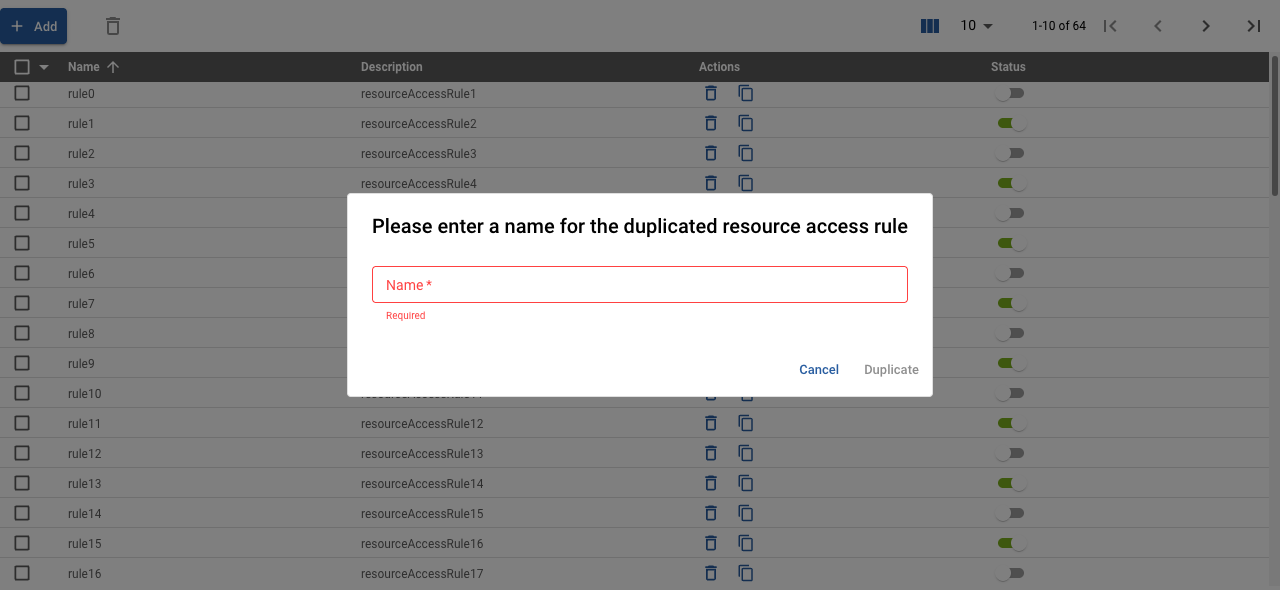 Add 10 1-10 of 64
Name Description Actions Status
rule0 resourceAccessRule1
rule1 resourceAccessRule2
rule2 resourceAccessRule3
rule3 resourceAccessRule4
rule4
Please enter a name for the duplicated resource access rule
rule5
rule6
Name *
rule7
Required
rule8
rule9
Cancel Duplicate
rule10
rule11 resourceAccessRule12
rule12 resourceAccessRule13
rule13 resourceAccessRule14
rule14 resourceAccessRule15
rule15 resourceAccessRule16
rule16 resourceAccessRule17